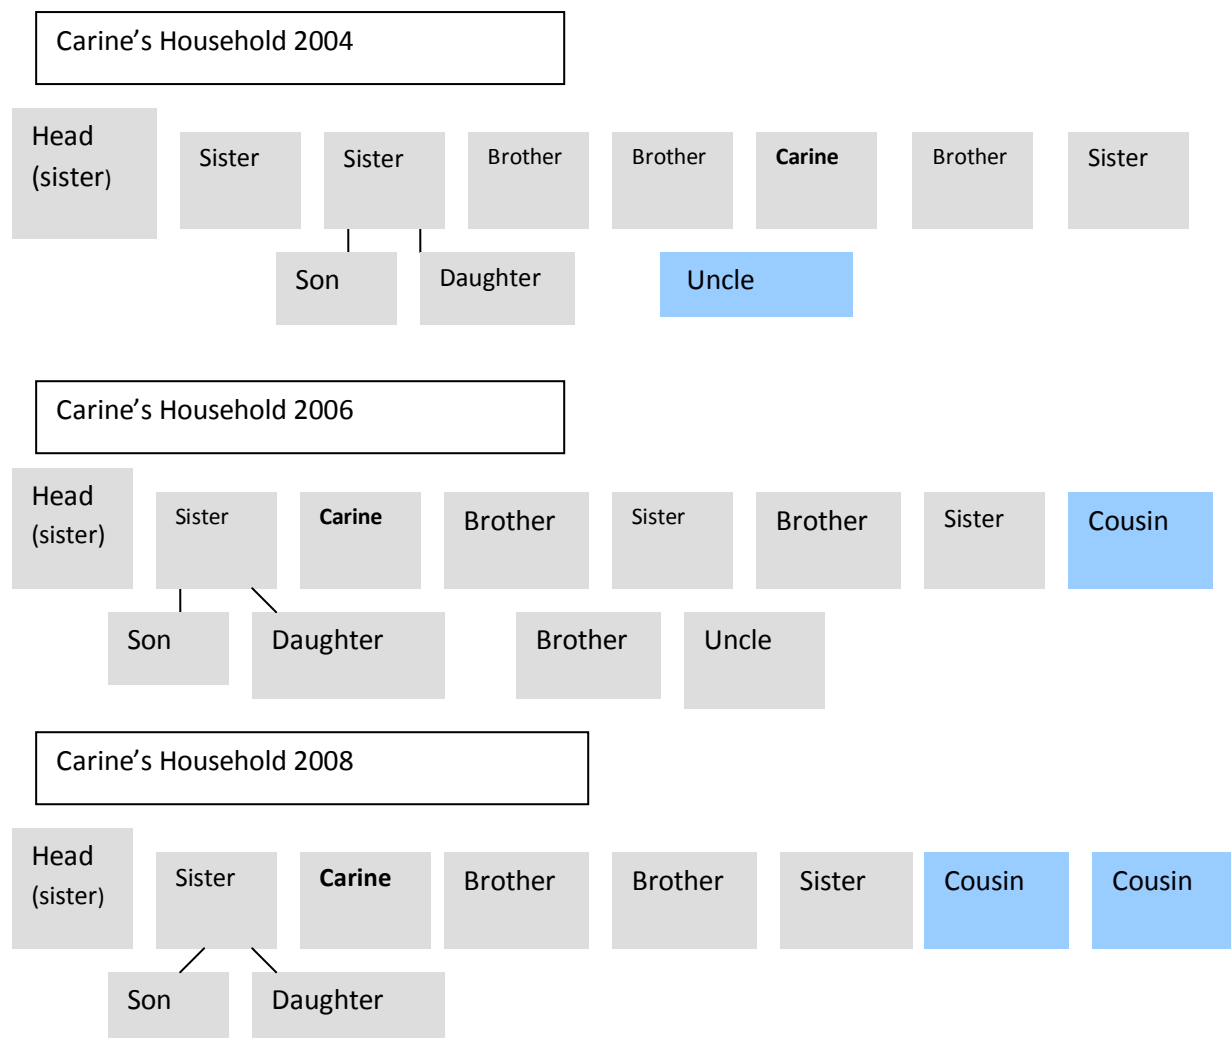 Carine’s Household 2004
Head
(sister)
Sister
Sister
Brother
Brother
Carine
Brother
Sister
Son
Daughter
Uncle
Carine’s Household 2006
Head
(sister)
Sister
Carine
Brother
Sister
Brother
Sister
Cousin
Son
Daughter
Brother
Uncle
Carine’s Household 2008
Head
(sister)
Sister
Carine
Brother
Brother
Sister
Cousin
Cousin
Son
Daughter